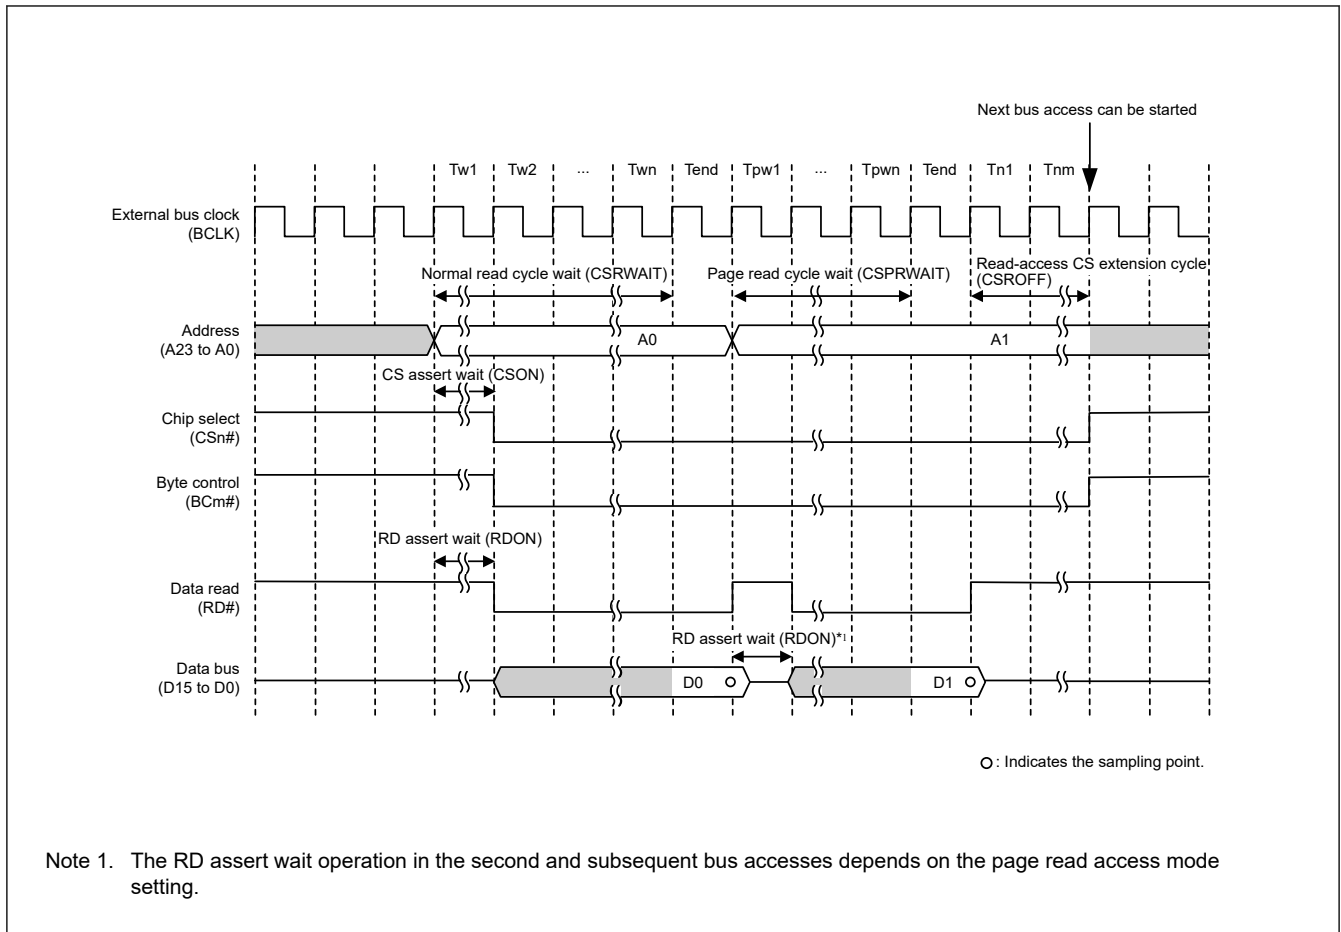 Next bus access can be started
Tw1 Tw2 ... Twn Tend Tpw1 ... Tpwn Tend Tn1 Tnm
External bus clock
(BCLK)
Normal read cycle wait (CSRWAIT)
Page read cycle wait (CSPRWAIT)
Read-access CS extension cycle
(CSROFF)
Address
(A23 to A0)
A0
A1
CS assert wait (CSON)
Chip select
(CSn#)
Byte control
(BCm#)
RD assert wait (RDON)
Data read
(RD#)
RD assert wait (RDON)*1
Data bus
(D15 to D0)
D0
D1
: Indicates the sampling point.
Note 1. The RD assert wait operation in the second and subsequent bus accesses depends on the page read access mode
setting.